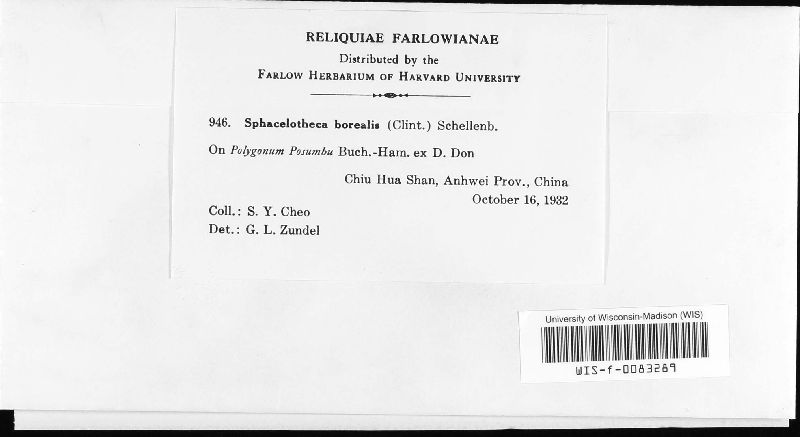 RELIQUIAE FARLOWIANAE
Distributed by the
FARLOW HERBARIUM OF HARVARD UNIVERSITY
946. Sphacelotheca borealis (Clint.) Schellenb.
On Polygonum Posumbu Buch.-Ham. ex D. Don
Chiu Hua Shan, Anhwei Prov., China
October 16, 1932
Coll.: S. Y. Cheo
Det.: G. L. Zundel
University of Wisconsin-Madison (WIS)
WIS-f-0083289